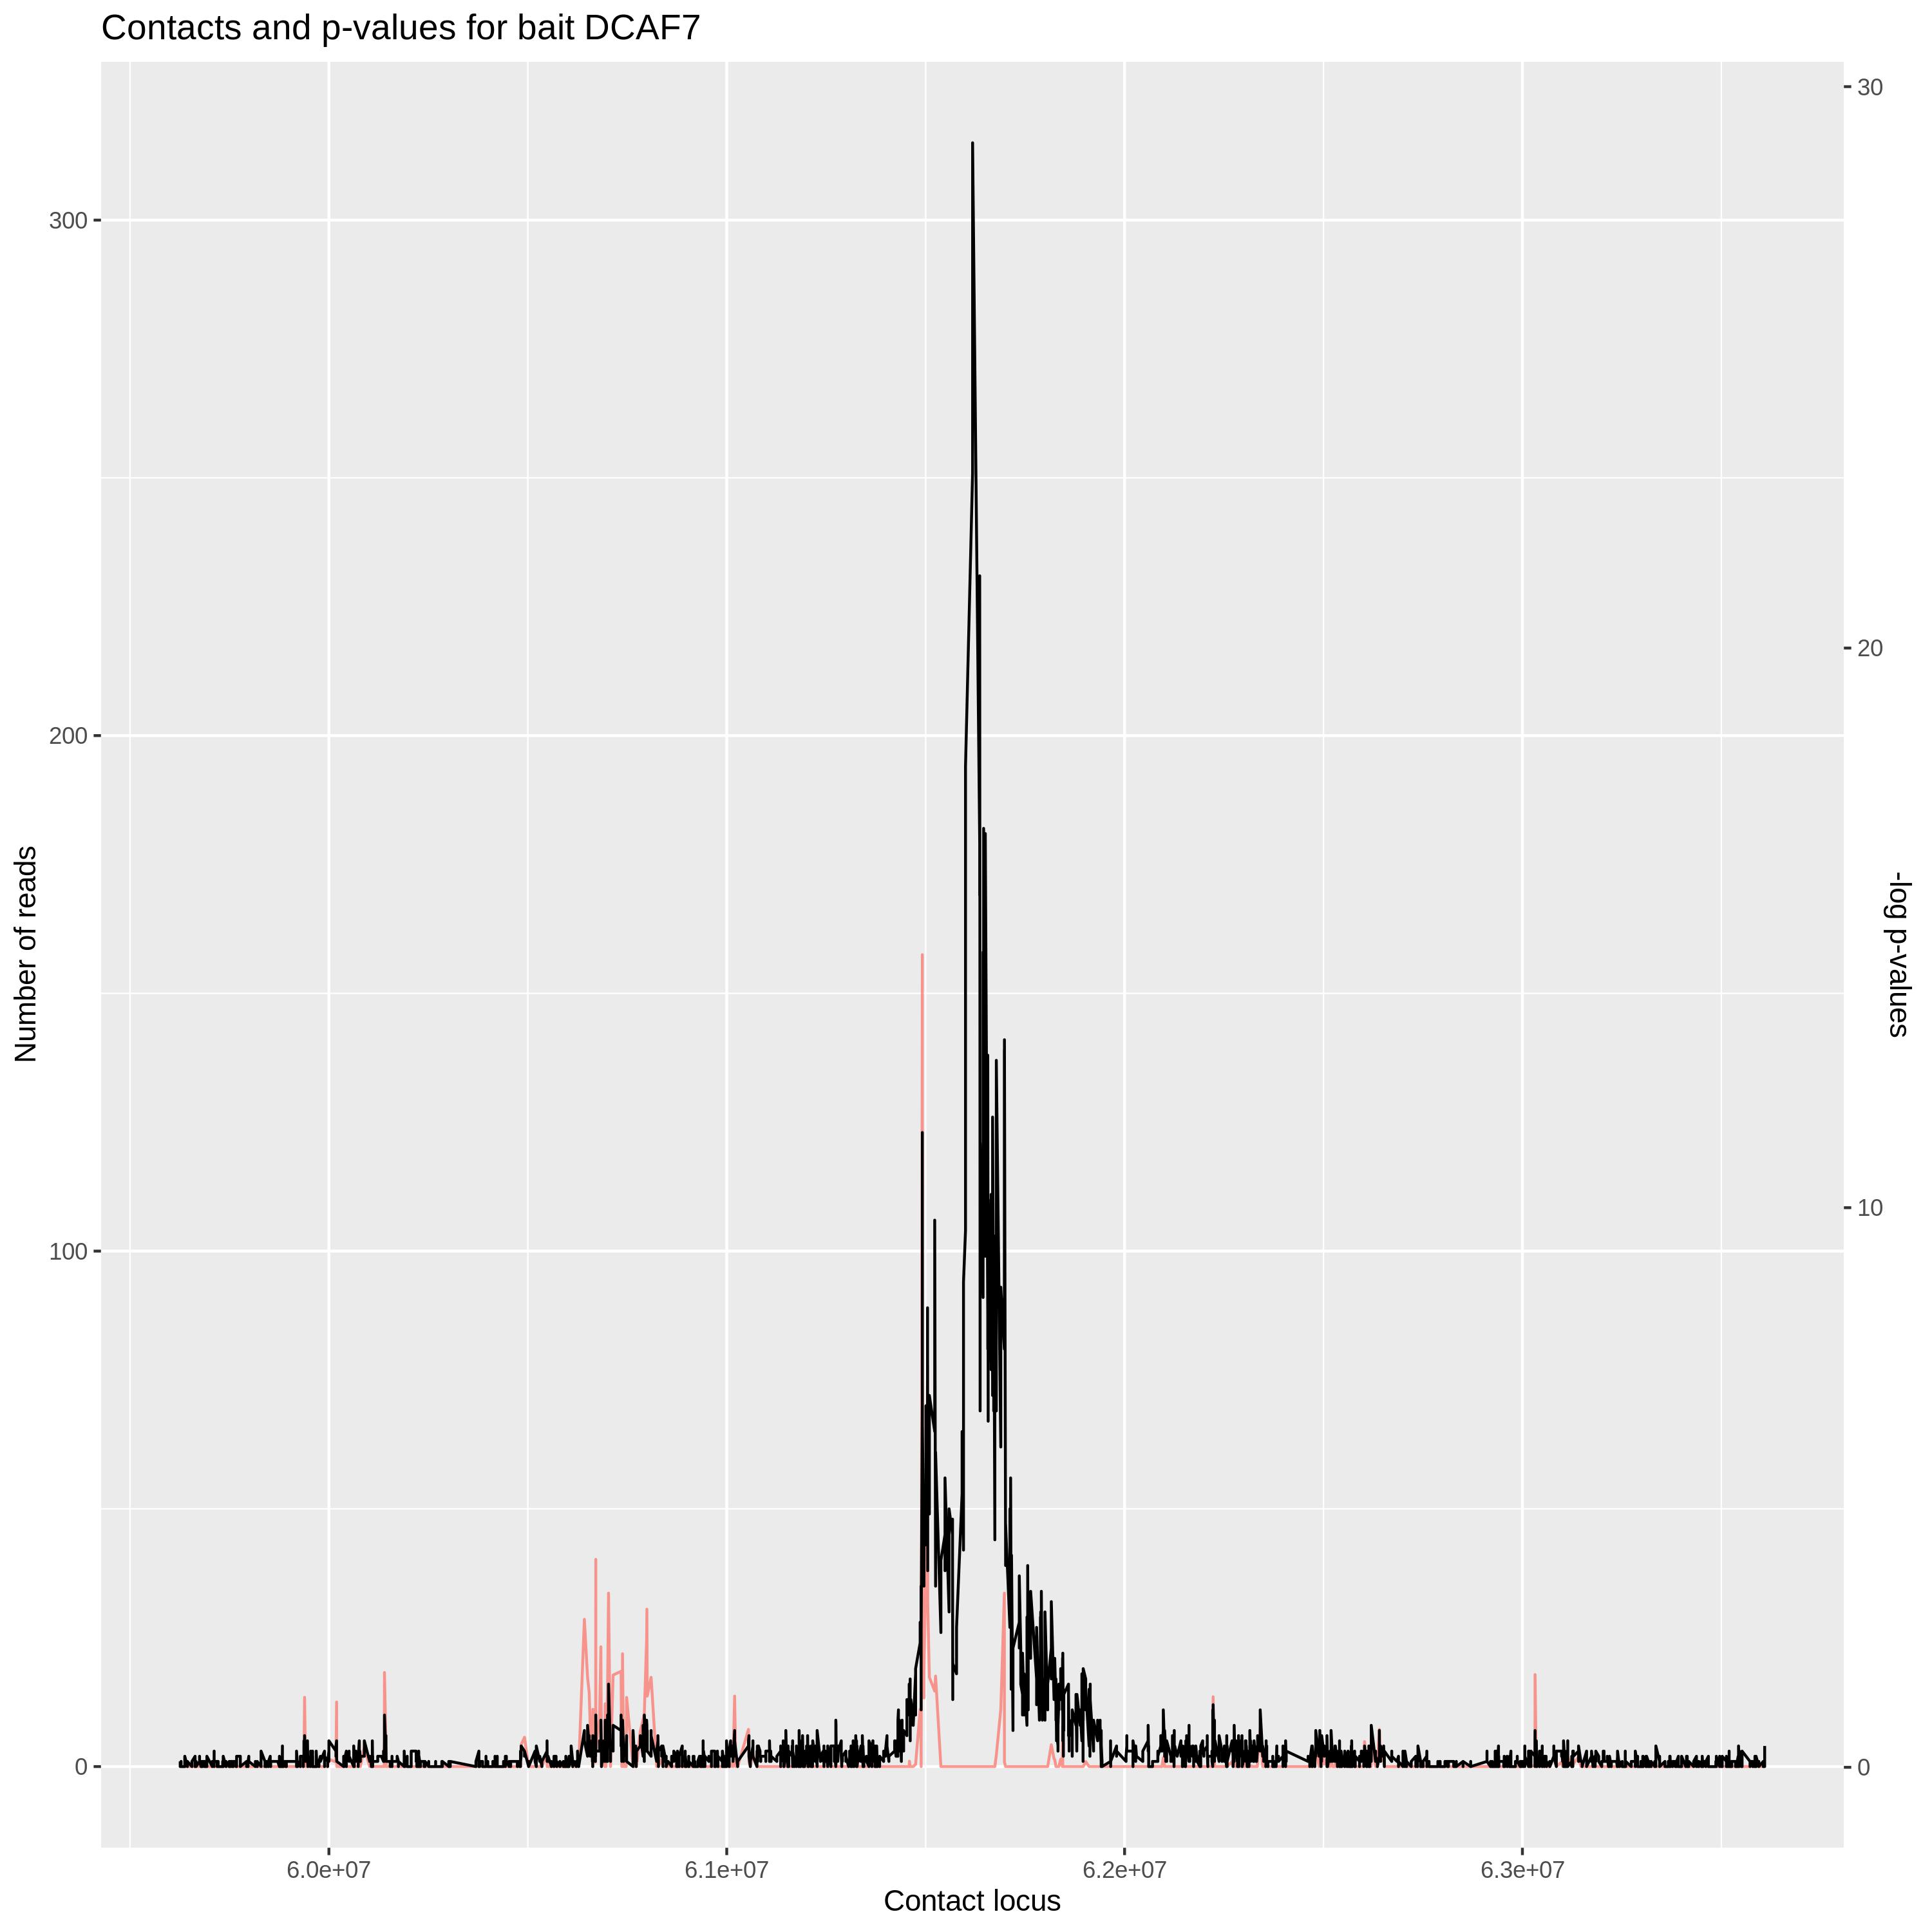 Contacts and p-values for bait DCAF7
Number of reads
300
200
100
0
30
20
10
0
-log p-values
6.0e+07
6.1e+07
6.2e+07
6.3e+07
Contact locus